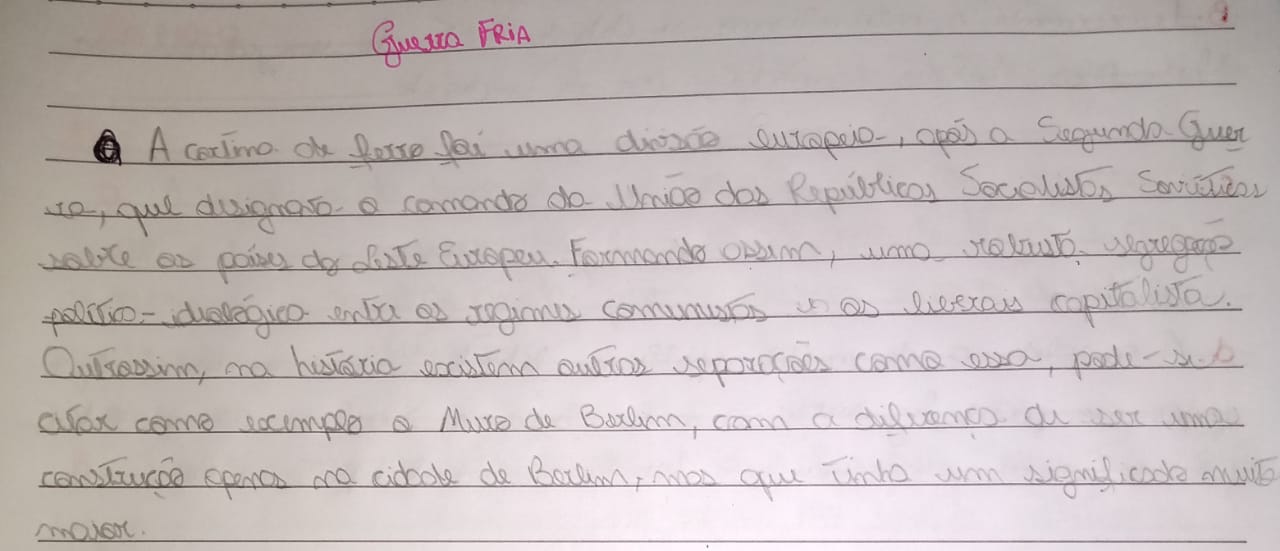 Guerra FRIA
A cortina de ferro foi uma divisão europeia, após a Segunda Guer
ra, que designava o comando da União das Repúblicas Socialistas Soviéticas
sobre os países do Leste Europeu. Formando assim, uma robusta segregação
político-ideológica entre os regimes comunistas e os liberais capitalista.
Outrossim, na história existem outras separações como essa, pode-se
citar como exemplo o Muro de Berlim, com a diferença de ser uma
construção apenas na cidade de Berlim, mas que tinha um significado muito
maior.